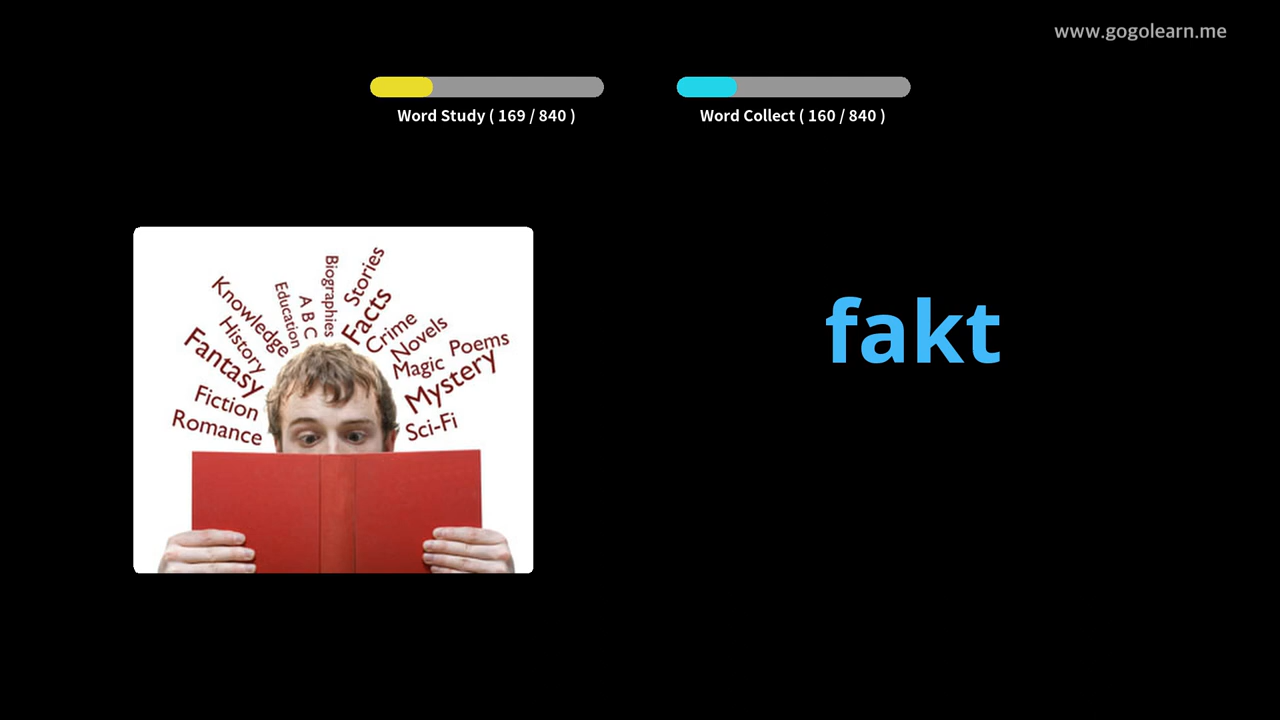 www.gogolearn.me
Word Study ( 169 / 840 )
Word Collect ( 160 / 840 )
Knowledge
Education
A B C
Biographies
Stories
Facts
History
Crime
Novels
Fantasy
Magic
Poems
Mystery
Fiction
Romance
Sci-Fi
fakt